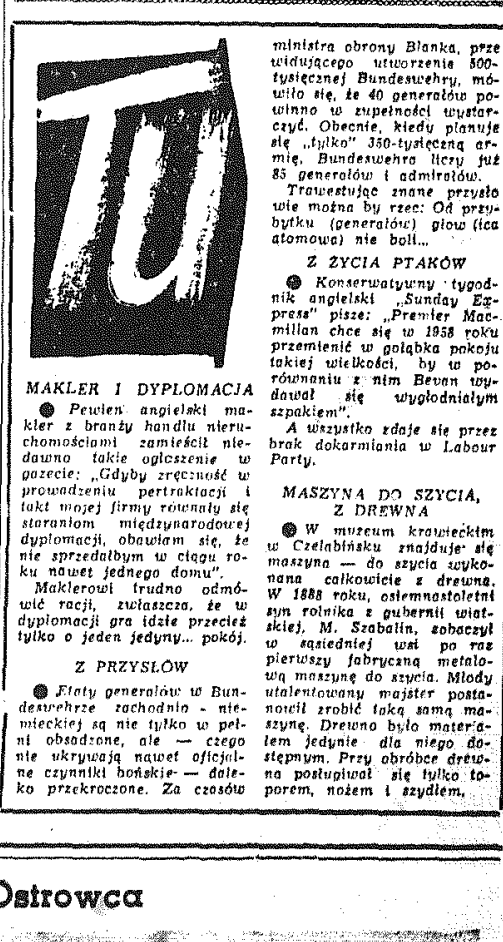 Tu
MAKLER I DYPLOMACJA
● Pewien angielski ma-
kler z branży handlu nieru-
chomościami zamieścił nie-
dawno takie ogłoszenie w
gazecie: „Gdyby zręczność w
prowadzeniu pertraktacji i
takt mojej firmy równały się
staraniom międzynarodowej
dyplomacji, obawiam się, że
nie sprzedałbym w ciągu ro-
ku nawet jednego domu".
Maklerowi trudno odmó-
wić racji, zwłaszcza, że w
dyplomacji gra idzie przecież
tylko o jeden jedyny... pokój.
Z PRZYSŁÓW
● Etaty generałów w Bun-
deswehrze zachodnio - nie-
mieckiej są nie tylko w peł-
ni obsadzone, ale — czego
nie ukrywają nawet oficjal-
ne czynniki bońskie — dale-
ko przekroczone. Za czasów
ministra obrony Blanka, prze
widującego utworzenie 500-
tysięcznej Bundeswehry, mó-
wiło się, że 40 generałów po-
winno w zupełności wystar-
czyć. Obecnie, kiedy planuje
się „tylko" 350-tysięczną ar-
mię, Bundeswehra liczy już
85 generałów i admirałów.
Trawestując znane przysło
wie można by rzec: Od przy-
bytku (generałów) głow (ica
atomowa) nie boli...
Z ŻYCIA PTAKÓW
● Konserwatywny tygod-
nik angielski „Sunday Ex-
press" pisze: „Premier Mac-
millan chce się w 1958 roku
przemienić w gołąbka pokoju
takiej wielkości, by w po-
równaniu z nim Bevan wy-
dawał się wygłodniałym
szpakiem".
A wszystko zdaje się przez
brak dokarmiania w Labour
Party.
MASZYNA DO SZYCIA,
Z DREWNA
● W muzeum krawieckim
w Czelabińsku znajduje się
maszyna — do szycia wyko-
nana całkowicie z drewna.
W 1888 roku, osiemnastoletni
syn rolnika z guberni wiat-
skiej, M. Szabalin, zobaczył
w sąsiedniej wsi po raz
pierwszy fabryczną metalo-
wą maszynę do szycia. Młody
utalentowany majster posta-
nowił zrobić taką samą ma-
szynę. Drewno było materia-
łem jedynie dla niego do-
stępnym. Przy obróbce drew-
na posługiwał się tylko to-
porem, nożem i szydłem,
Ostrowca